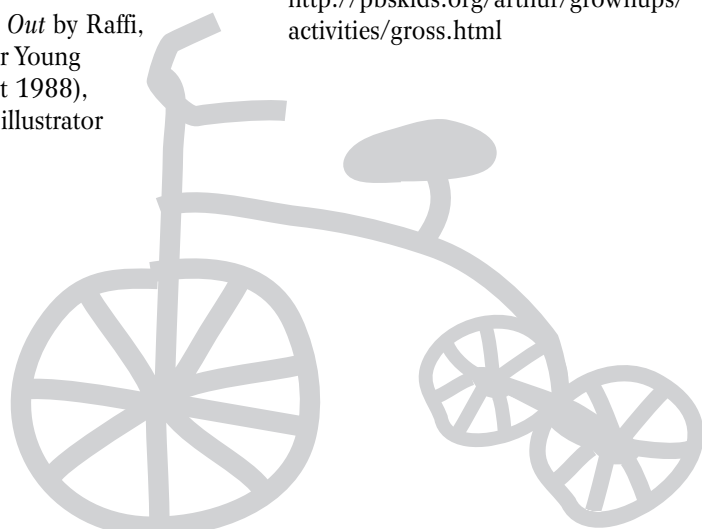 Out by Raffi,
r Young
t 1988),
illustrator
http://pbskids.org/arthur/grownups/
activities/gross.html